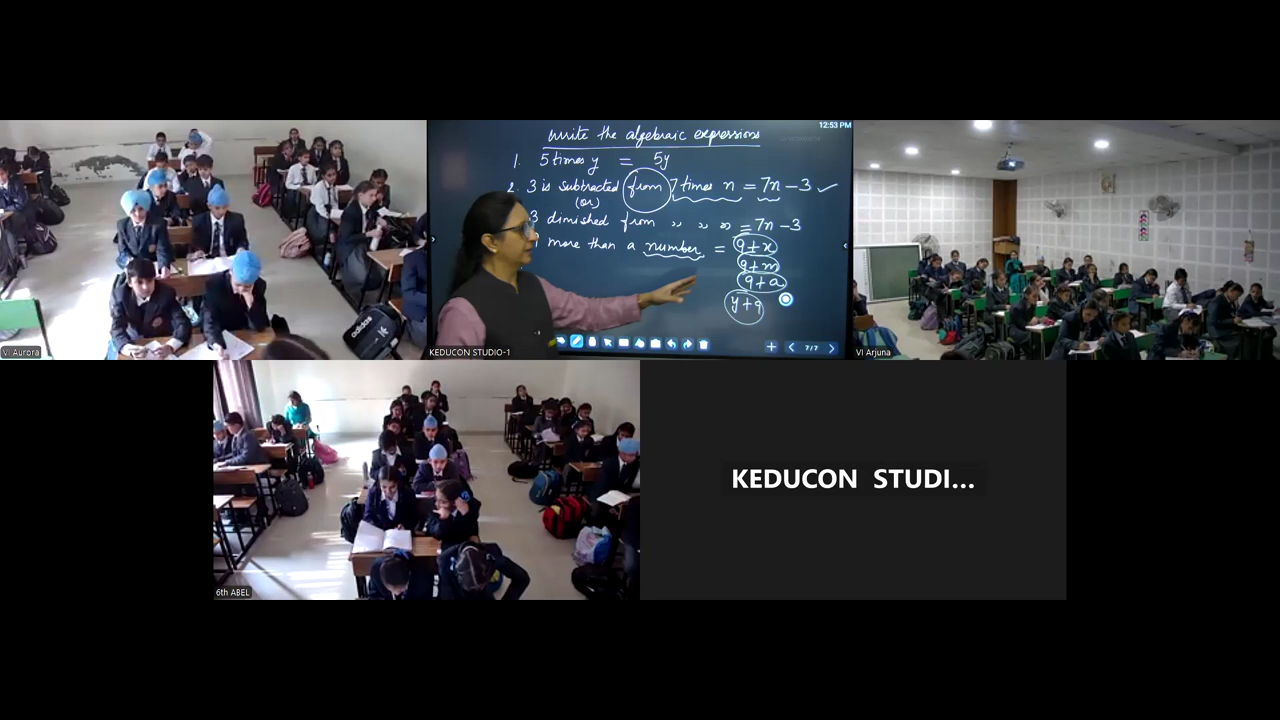 12:53 PM
Write the algebraic expressions
1. 5 times y = 5y
2. 3 is subtracted from 7 times n = 7n - 3 ✓
(or)
3 diminished from " " " = 7n - 3
more than a number = 9 + x
9 + m
9 + a
y + 9
7/7
VI Aurora
KEDUCON STUDIO-1
VI Arjuna
adidas
6th ABEL
KEDUCON STUDI...